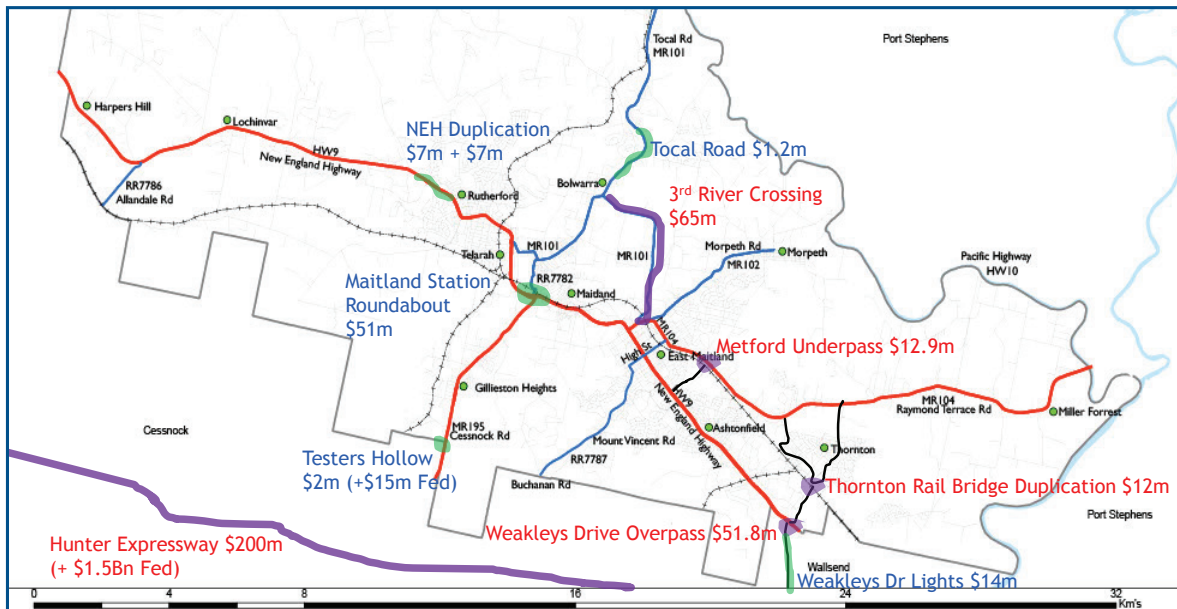 Tocal Rd
MR101
Port Stephens
Harpers Hill
Lochinvar
HW9
New England Highway
NEH Duplication
$7m + $7m
Tocal Road $1.2m
RR7786
Allandale Rd
Rutherford
Bolwarra
3rd River Crossing
$65m
MR101
Telarah
MR101
Morpeth Rd
Morpeth
MR102
Pacific Highway
HW10
RR7782
Maitland
Maitland Station
Roundabout
$51m
MR104
High St
East Maitland
Metford Underpass $12.9m
HW9
New England Highway
Gillieston Heights
MR104
Raymond Terrace Rd
Miller Forrest
Cessnock
MR195
Cessnock Rd
Ashtonfield
Mount Vincent Rd
Thornton
RR7787
Testers Hollow
$2m (+$15m Fed)
Buchanan Rd
Thornton Rail Bridge Duplication $12m
Port Stephens
Weakleys Drive Overpass $51.8m
Hunter Expressway $200m
(+ $1.5Bn Fed)
Wallsend
Weakleys Dr Lights $14m
0 2 4 8 16 24 32
Km's